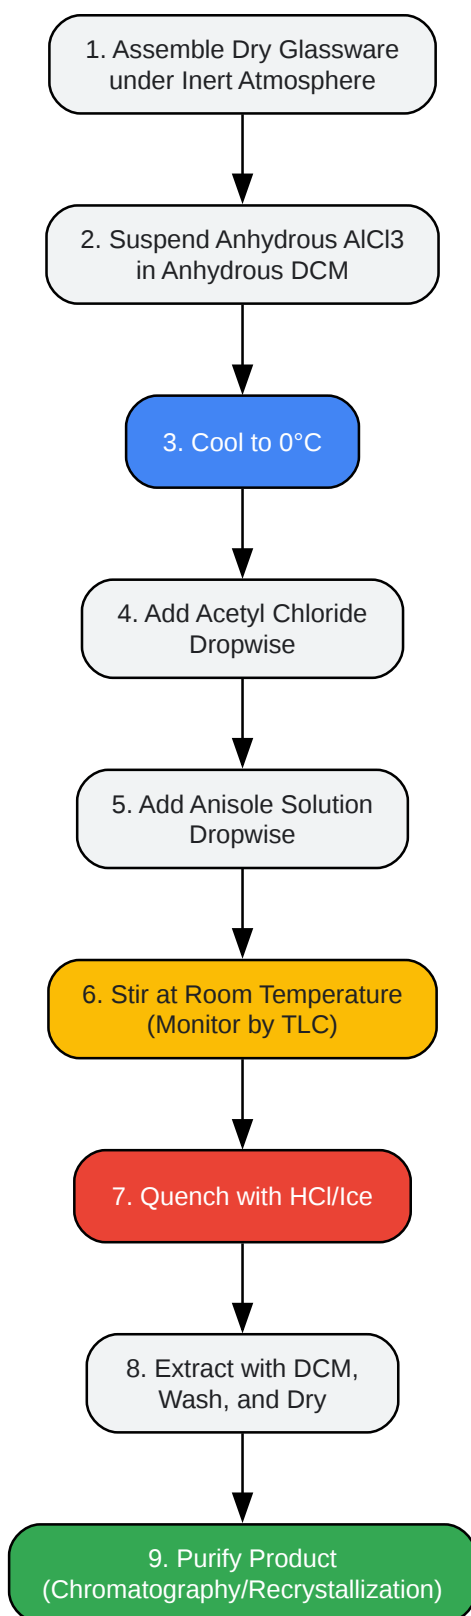 1. Assemble Dry Glassware
under Inert Atmosphere
2. Suspend Anhydrous AlCl3
in Anhydrous DCM
3. Cool to 0°C
4. Add Acetyl Chloride
Dropwise
5. Add Anisole Solution
Dropwise
6. Stir at Room Temperature
(Monitor by TLC)
7. Quench with HCl/Ice
8. Extract with DCM,
Wash, and Dry
9. Purify Product
(Chromatography/Recrystallization)